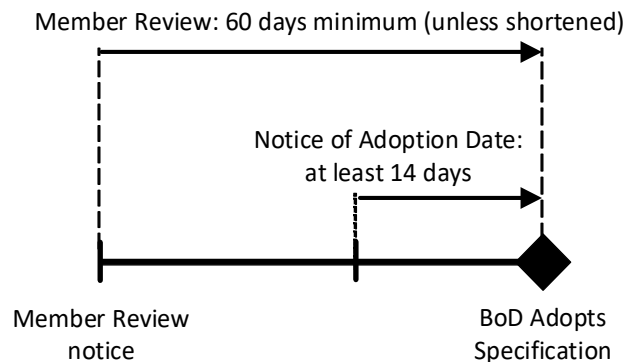 Member Review: 60 days minimum (unless shortened)
Notice of Adoption Date:
at least 14 days
Member Review
notice
BoD Adopts
Specification